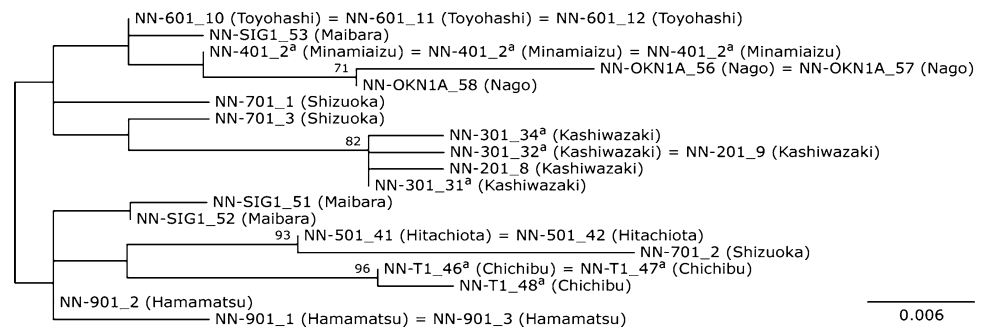 NN-601_10 (Toyohashi) = NN-601_11 (Toyohashi) = NN-601_12 (Toyohashi)
NN-SIG1_53 (Maibara)
NN-401_2ᵃ (Minamiaizu) = NN-401_2ᵃ (Minamiaizu) = NN-401_2ᵃ (Minamiaizu)
71 NN-OKN1A_56 (Nago) = NN-OKN1A_57 (Nago)
NN-OKN1A_58 (Nago)
NN-701_1 (Shizuoka)
NN-701_3 (Shizuoka)
NN-301_34ᵃ (Kashiwazaki)
82 NN-301_32ᵃ (Kashiwazaki) = NN-201_9 (Kashiwazaki)
NN-201_8 (Kashiwazaki)
NN-301_31ᵃ (Kashiwazaki)
NN-SIG1_51 (Maibara)
NN-SIG1_52 (Maibara)
93 NN-501_41 (Hitachiota) = NN-501_42 (Hitachiota)
NN-701_2 (Shizuoka)
96 NN-T1_46ᵃ (Chichibu) = NN-T1_47ᵃ (Chichibu)
NN-T1_48ᵃ (Chichibu)
NN-901_2 (Hamamatsu)
NN-901_1 (Hamamatsu) = NN-901_3 (Hamamatsu)
0.006